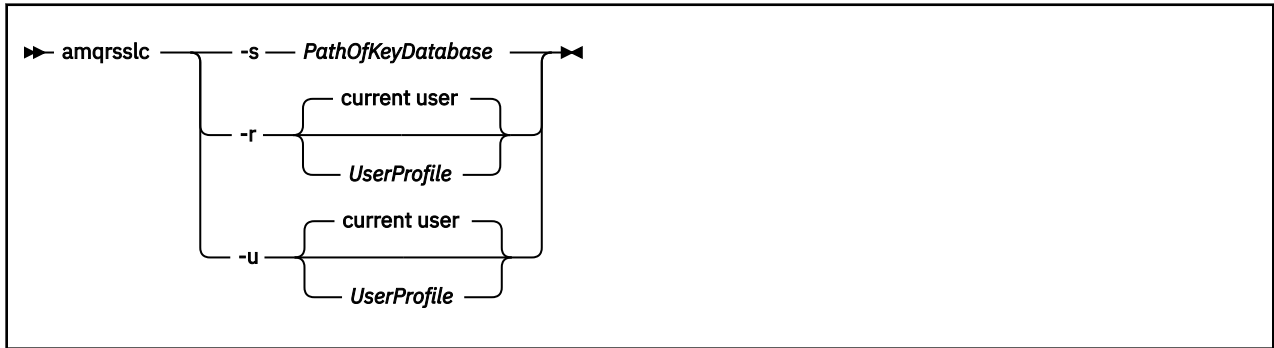 amqrsslc -s PathOfKeyDatabase
current user
-r
UserProfile
current user
-u
UserProfile